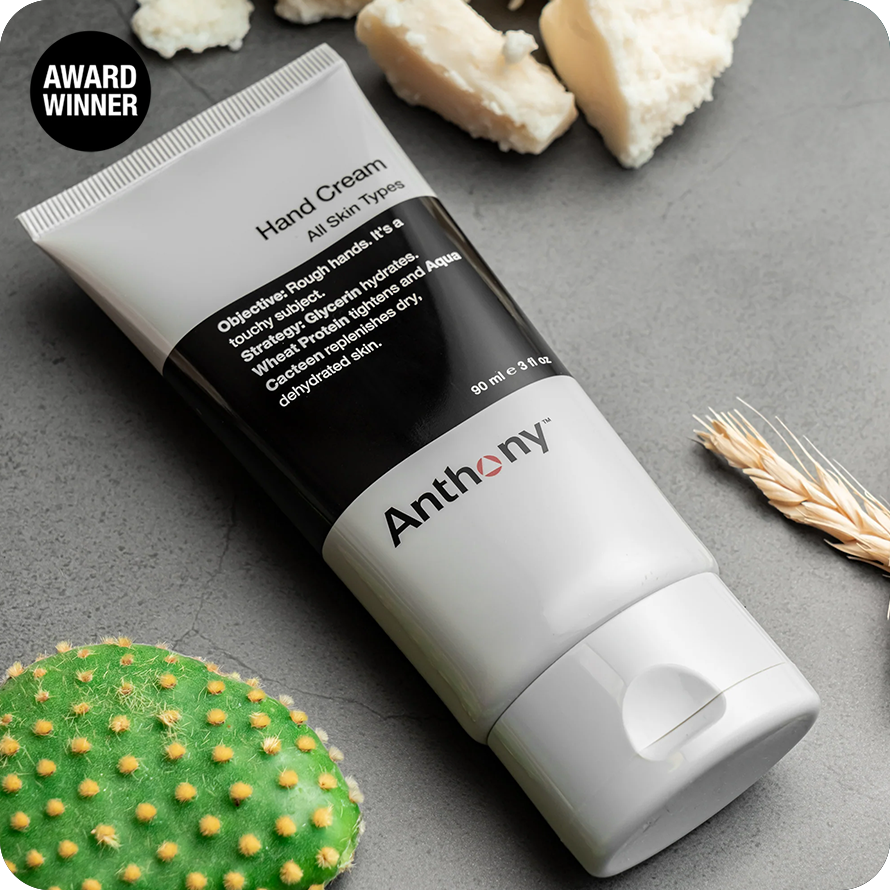 AWARD
WINNER
Hand Cream
All Skin Types
Objective: Rough hands. It's a
touchy subject.
Strategy: Glycerin hydrates.
Wheat Protein tightens and Aqua
Cacteen replenishes dry,
dehydrated skin.
90 ml e 3 fl oz
Anthony™